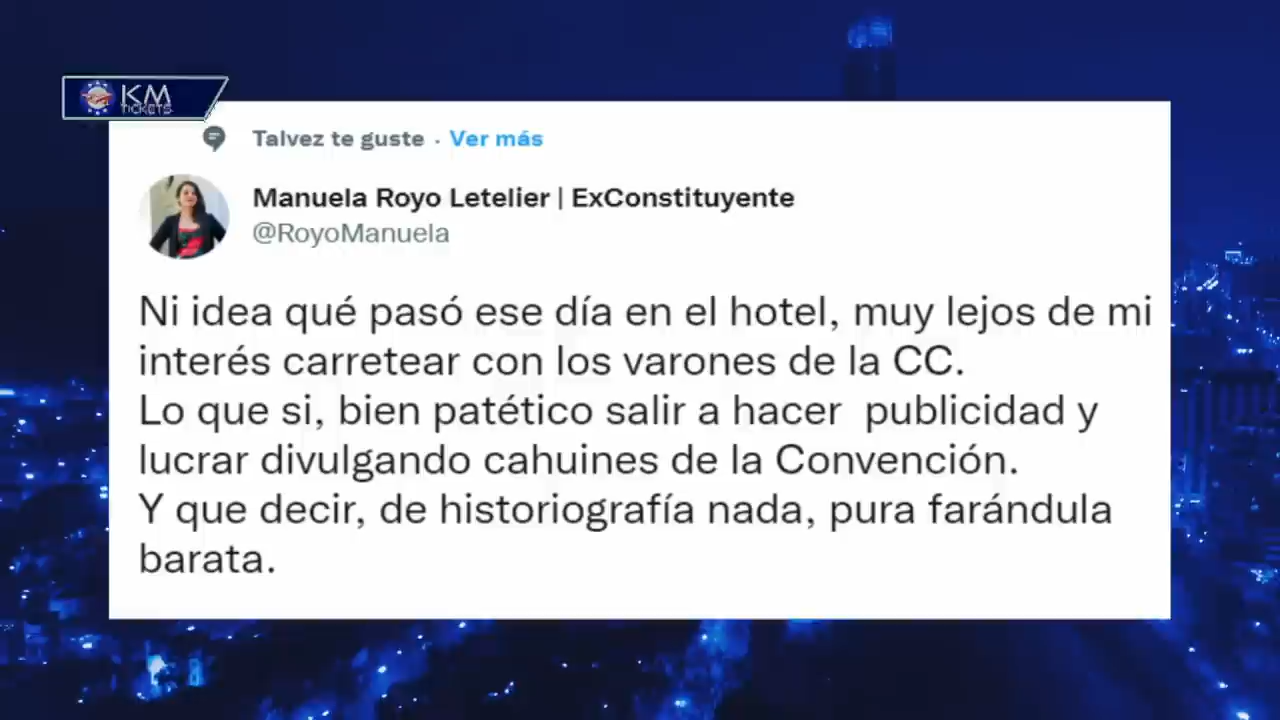 KM
TICKETS
Talvez te guste · Ver más
Manuela Royo Letelier | ExConstituyente
@RoyoManuela
Ni idea qué pasó ese día en el hotel, muy lejos de mi
interés carretear con los varones de la CC.
Lo que si, bien patético salir a hacer  publicidad y
lucrar divulgando cahuines de la Convención.
Y que decir, de historiografía nada, pura farándula
barata.